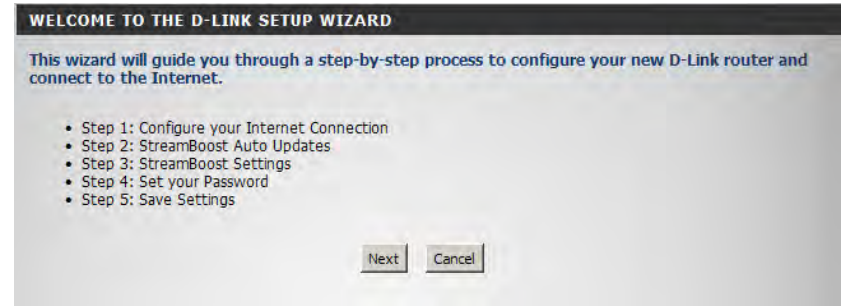 WELCOME TO THE D-LINK SETUP WIZARD
This wizard will guide you through a step-by-step process to configure your new D-Link router and
connect to the Internet.
• Step 1: Configure your Internet Connection
• Step 2: StreamBoost Auto Updates
• Step 3: StreamBoost Settings
• Step 4: Set your Password
• Step 5: Save Settings
Next Cancel